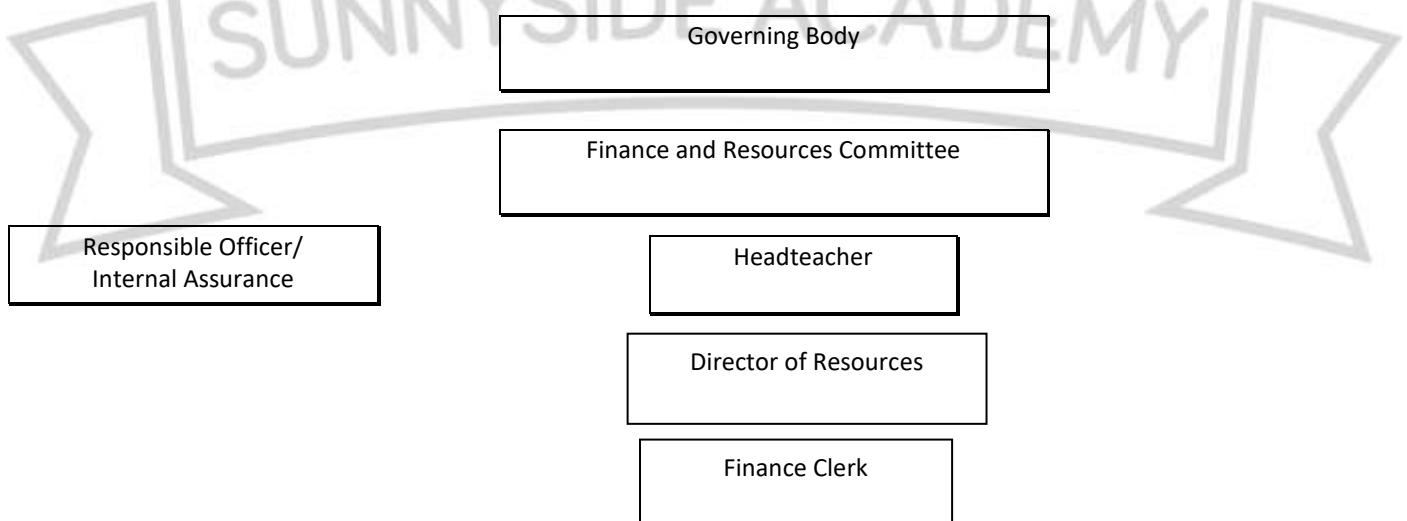 SUNNYSIDE ACADEMY
Governing Body
Finance and Resources Committee
Responsible Officer/
Internal Assurance
Headteacher
Director of Resources
Finance Clerk